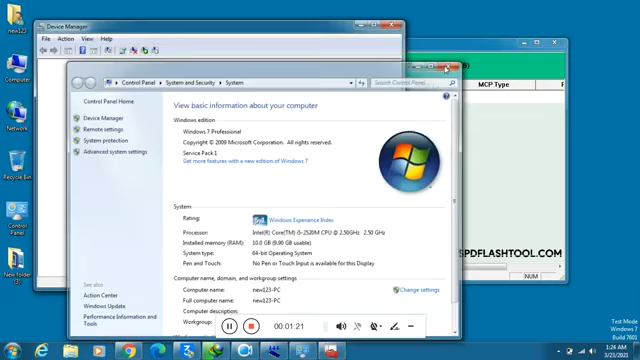 new123
Computer
Network
Recycle Bin
Control
Panel
New folder
(3)
Device Manager
File Action View Help
Control Panel System and Security System
Search Control Panel
Control Panel Home
Device Manager
Remote settings
System protection
Advanced system settings
See also
Action Center
Windows Update
Performance Information and
Tools
View basic information about your computer
Windows edition
Windows 7 Professional
Copyright © 2009 Microsoft Corporation. All rights reserved.
Service Pack 1
Get more features with a new edition of Windows 7
System
Rating: Windows Experience Index
Processor: Intel(R) Core(TM) i5-2520M CPU @ 2.50GHz 2.50 GHz
Installed memory (RAM): 10.0 GB (9.90 GB usable)
System type: 64-bit Operating System
Pen and Touch: No Pen or Touch Input is available for this Display
Computer name, domain, and workgroup settings
Computer name: new123-PC
Change settings
Full computer name: new123-PC
Computer description:
Workgroup:
00:01:21
MCP Type
SPDFLASHTOOL.COM
NUM
Test Mode
Windows 7
Build 7601
1:24 AM
3/23/2021